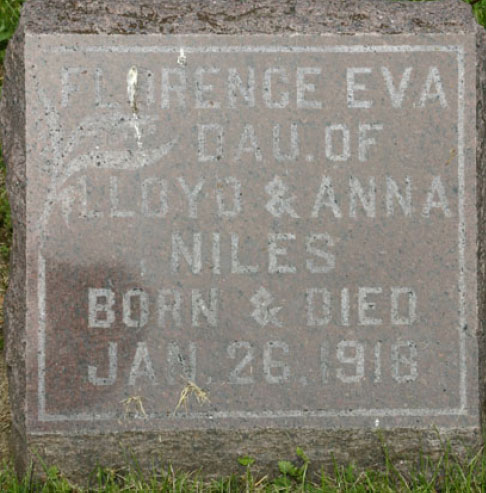 FLORENCE EVA
DAU. OF
LLOYD & ANNA
NILES
BORN & DIED
JAN. 26. 1918